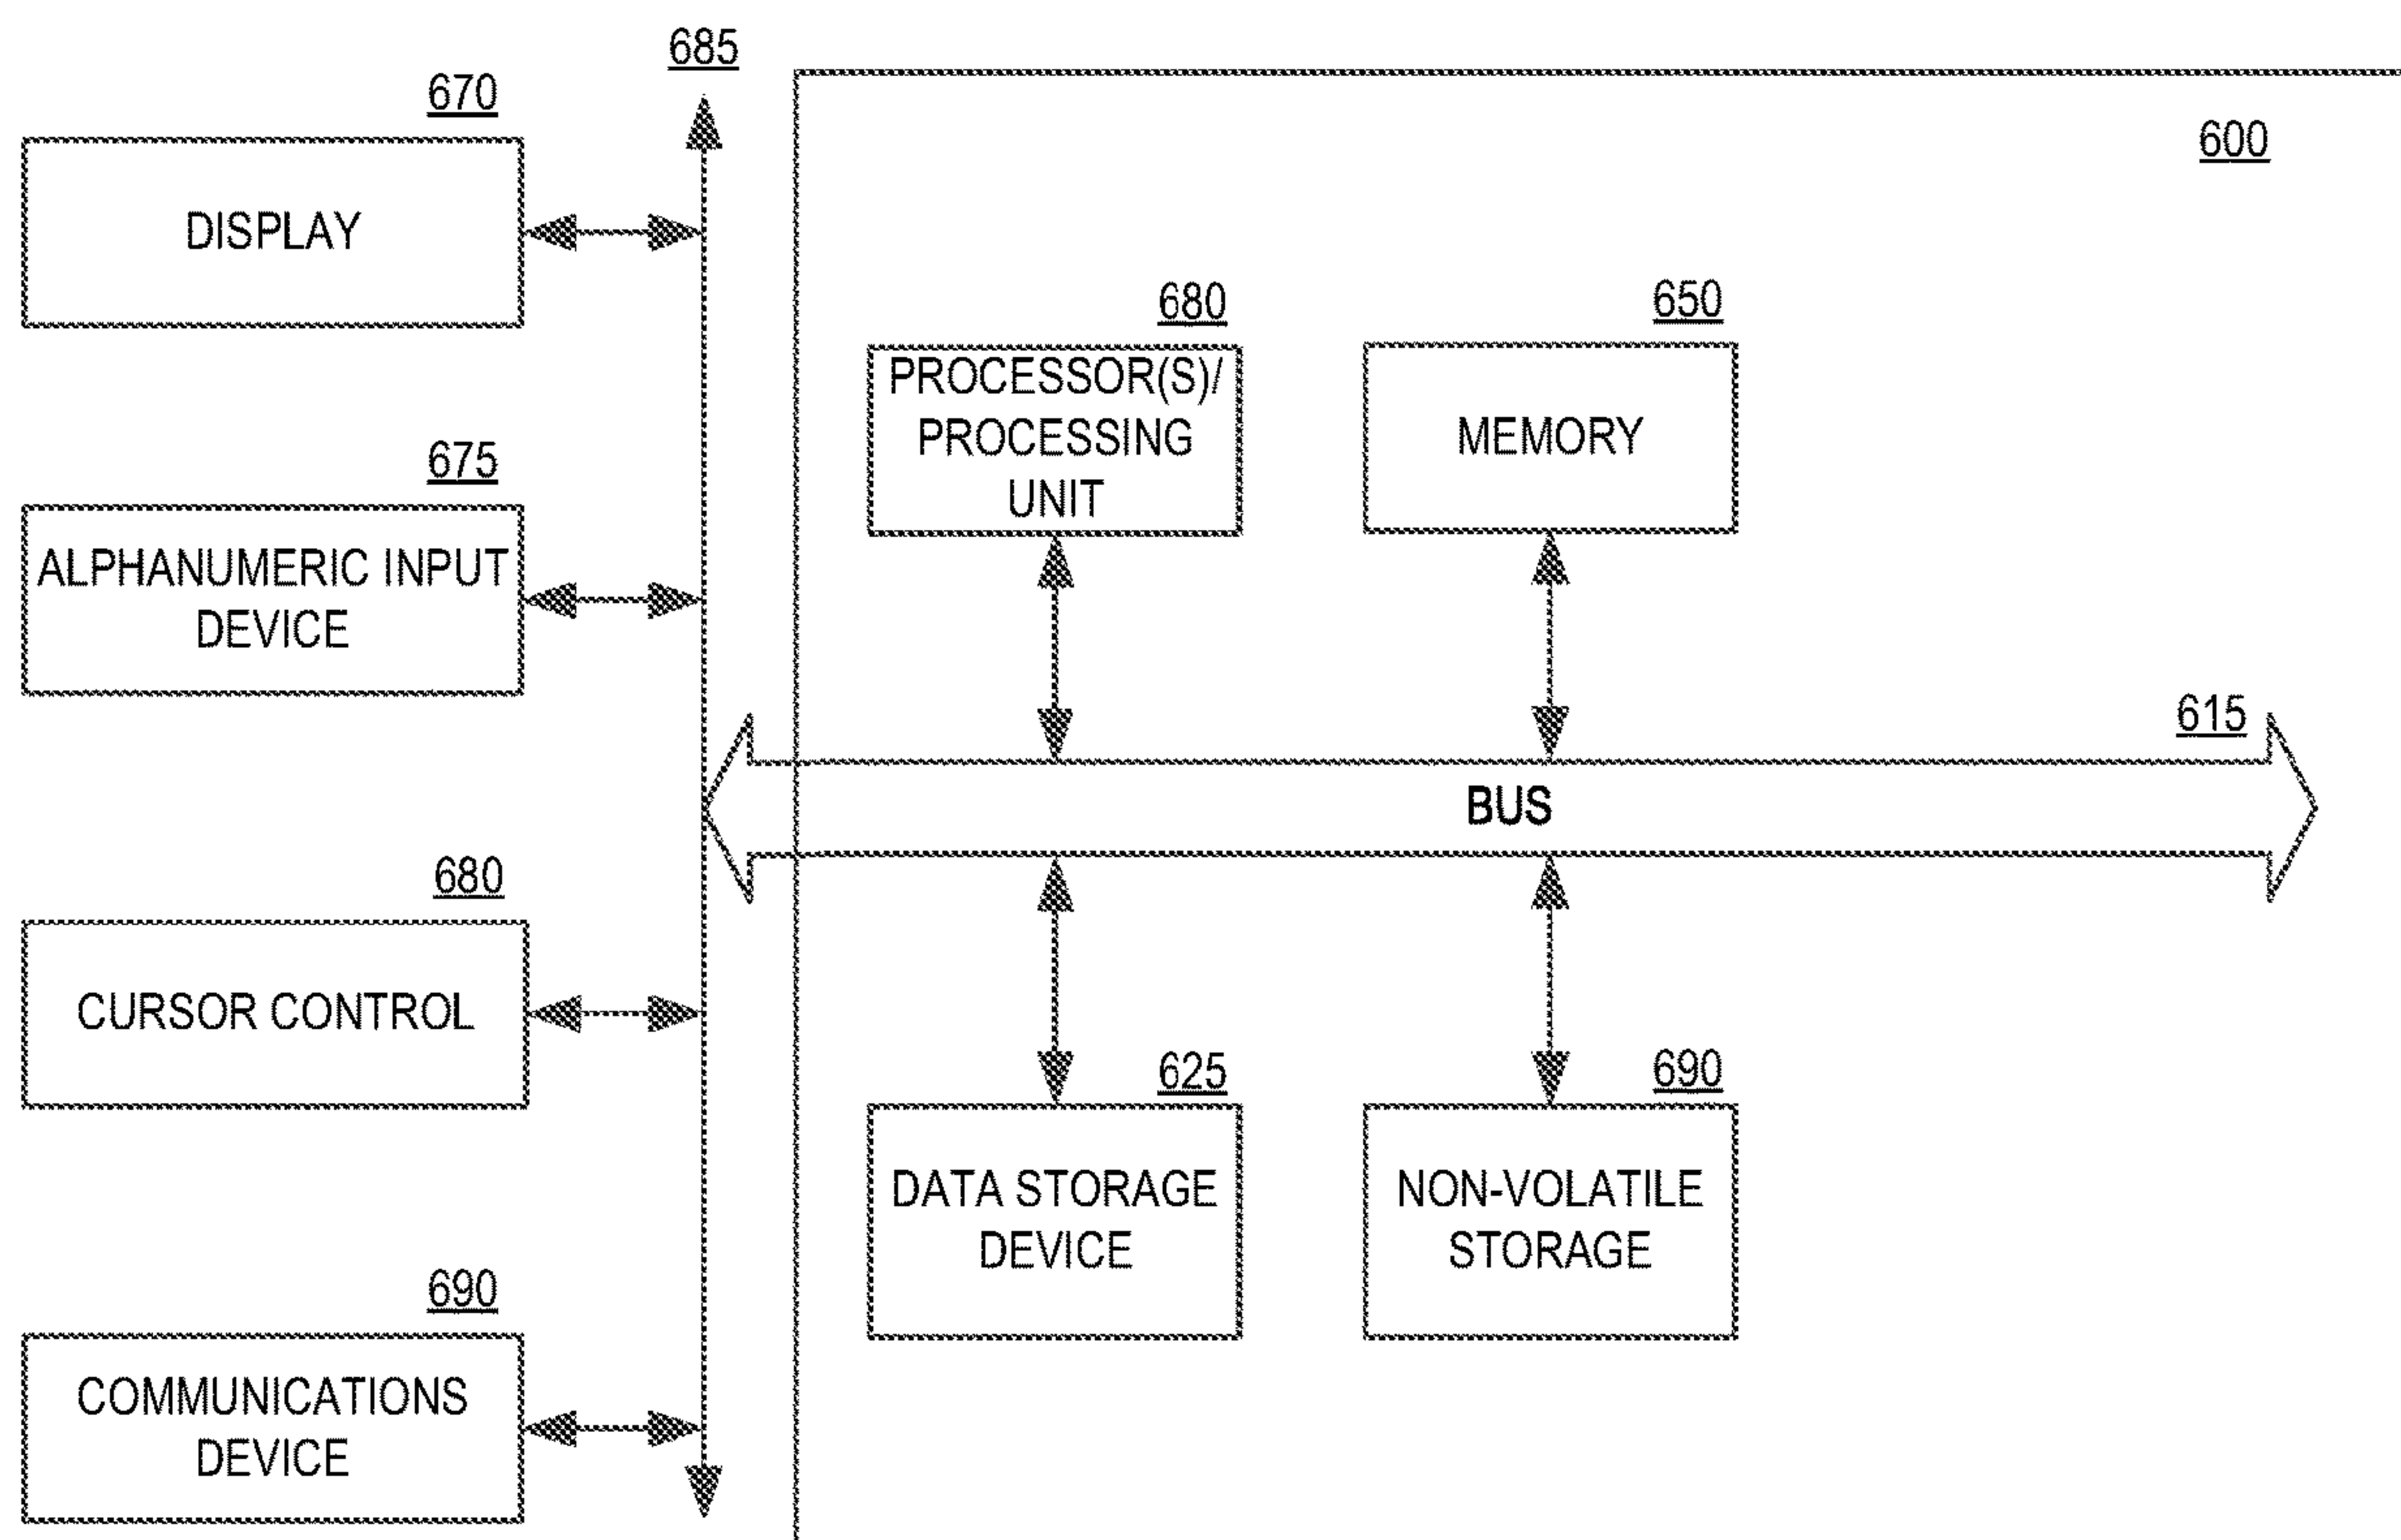 685
670
600
DISPLAY
680
650
PROCESSOR(S)/
PROCESSING
UNIT
MEMORY
675
ALPHANUMERIC INPUT
DEVICE
615
BUS
680
CURSOR CONTROL
625
690
DATA STORAGE
DEVICE
NON-VOLATILE
STORAGE
690
COMMUNICATIONS
DEVICE